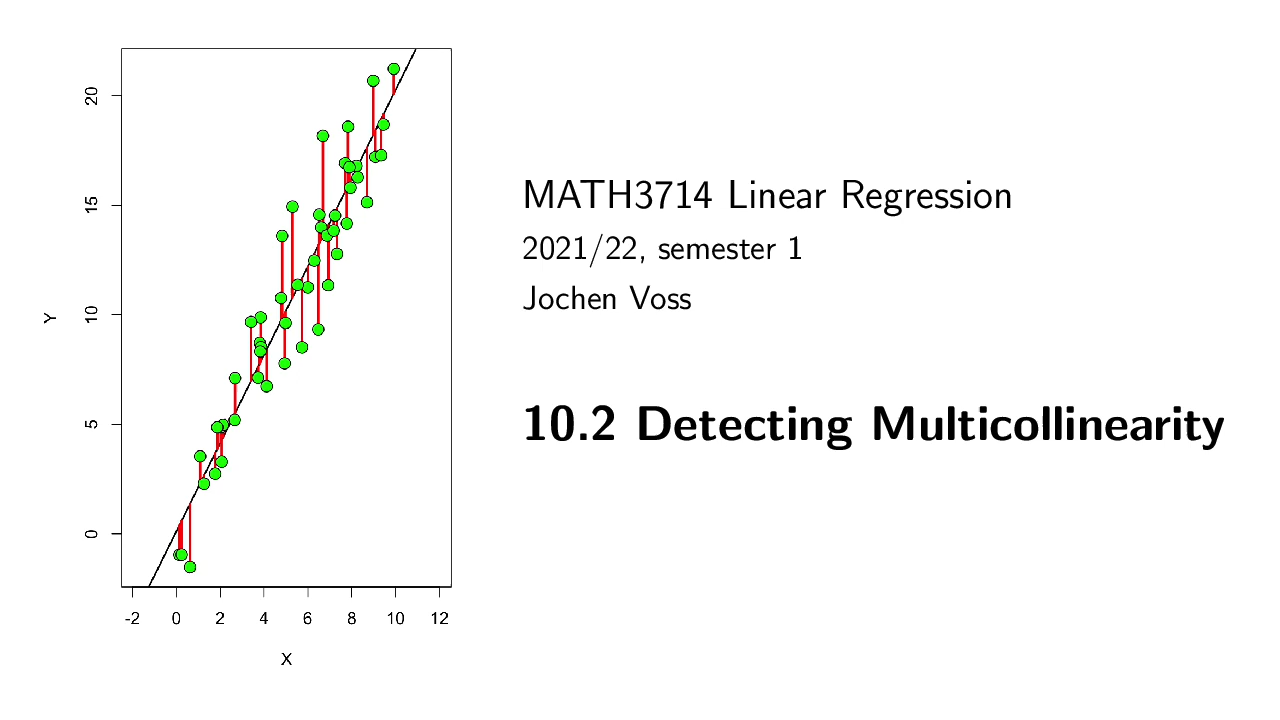 20
15
10
5
0
Y
-2 0 2 4 6 8 10 12
X
MATH3714 Linear Regression
2021/22, semester 1
Jochen Voss
10.2 Detecting Multicollinearity